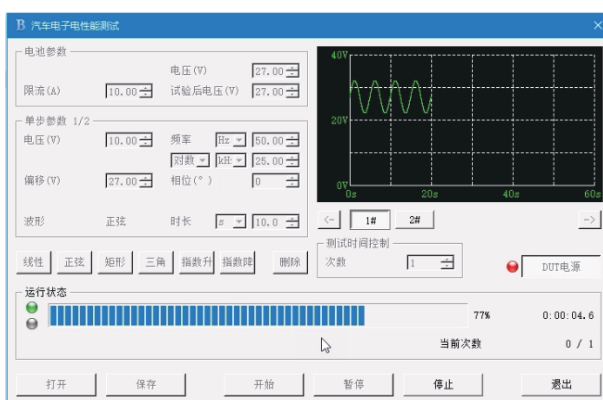 B 汽车电子电性能测试
电池参数
电压(V) 27.00
限流(A) 10.00 试验后电压(V) 27.00
单步参数 1/2
电压(V) 10.00 频率 Hz 50.00
对数 kH: 25.00
偏移(V) 27.00 相位(°) 0
波形 正弦 时长 s 10.0
线性 正弦 矩形 三角 指数升 指数降 删除
40V
20V
0V
0s 20s 40s 60s
<- 1# 2# ->
测试时间控制
次数 1
DUT电源
运行状态
77% 0:00:04.6
当前次数 0 / 1
打开 保存 开始 暂停 停止 退出